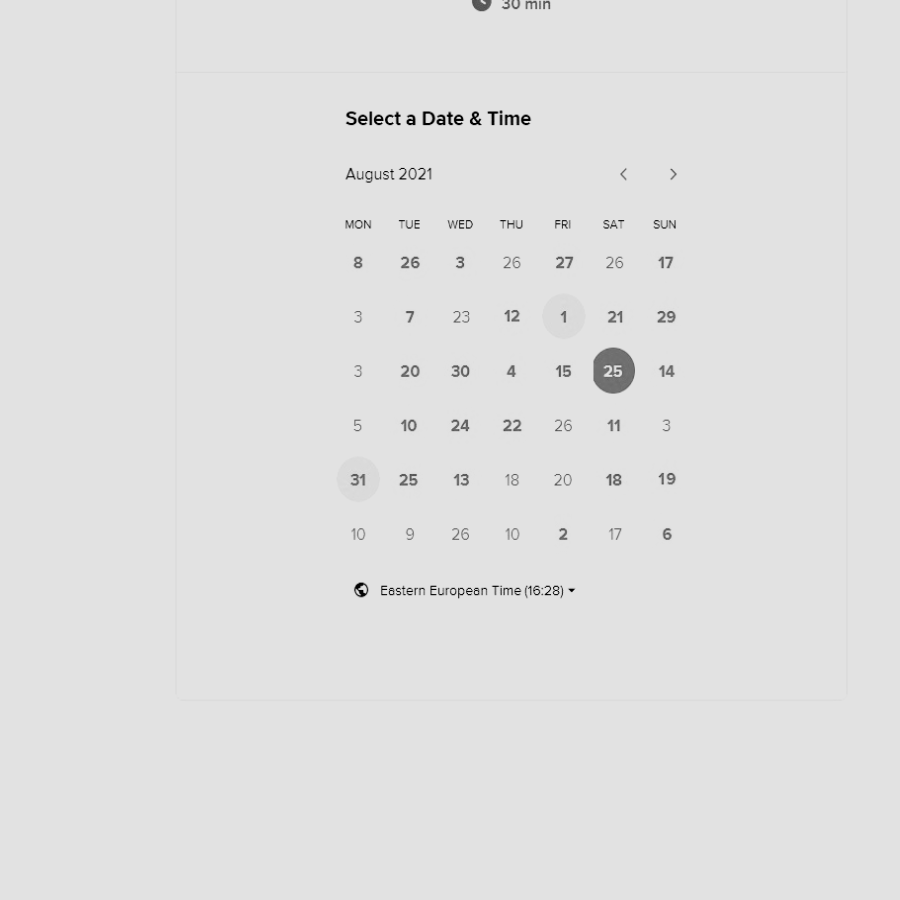 30 min
Select a Date & Time
August 2021
MON TUE WED THU FRI SAT SUN
8 26 3 26 27 26 17
3 7 23 12 1 21 29
3 20 30 4 15 25 14
5 10 24 22 26 11 3
31 25 13 18 20 18 19
10 9 26 10 2 17 6
Eastern European Time (16:28)